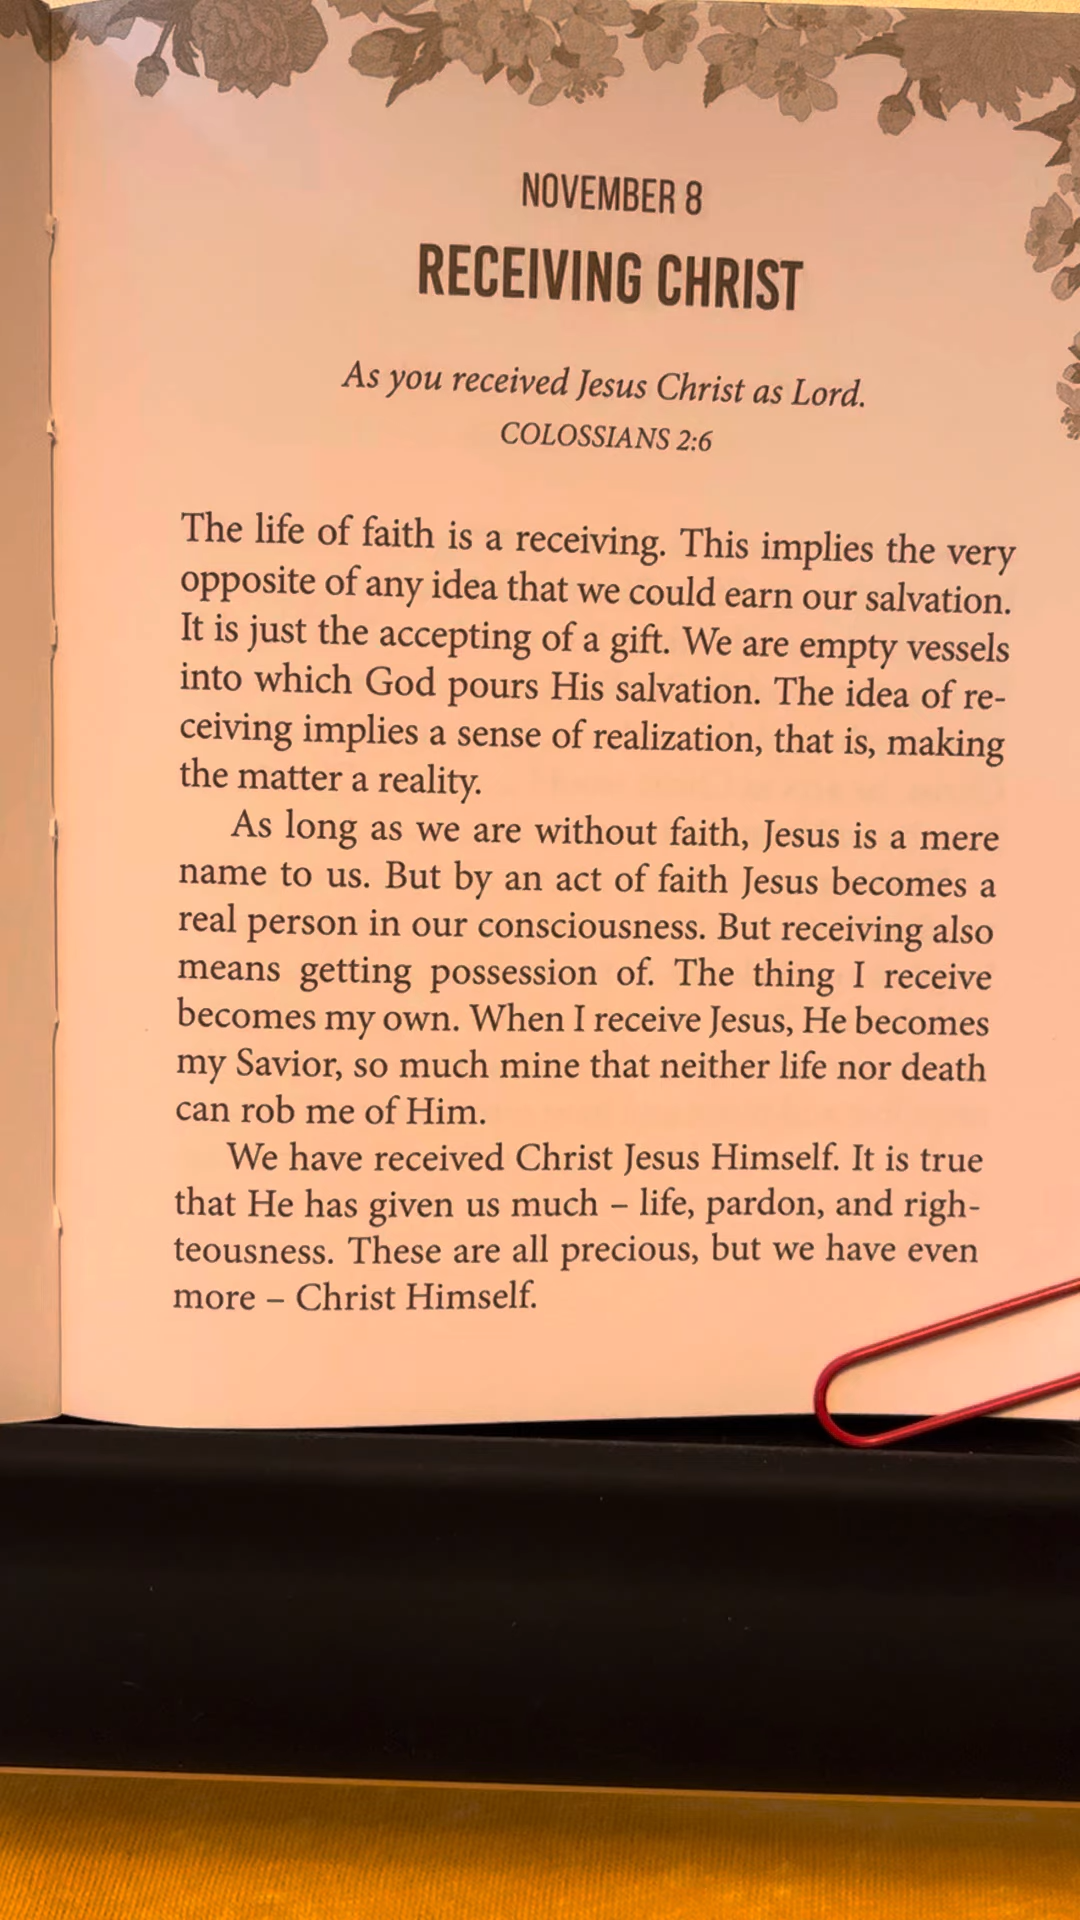 NOVEMBER 8
RECEIVING CHRIST
As you received Jesus Christ as Lord.
COLOSSIANS 2:6
The life of faith is a receiving. This implies the very
opposite of any idea that we could earn our salvation.
It is just the accepting of a gift. We are empty vessels
into which God pours His salvation. The idea of re-
ceiving implies a sense of realization, that is, making
the matter a reality.
As long as we are without faith, Jesus is a mere
name to us. But by an act of faith Jesus becomes a
real person in our consciousness. But receiving also
means getting possession of. The thing I receive
becomes my own. When I receive Jesus, He becomes
my Savior, so much mine that neither life nor death
can rob me of Him.
We have received Christ Jesus Himself. It is true
that He has given us much – life, pardon, and righ-
teousness. These are all precious, but we have even
more – Christ Himself.